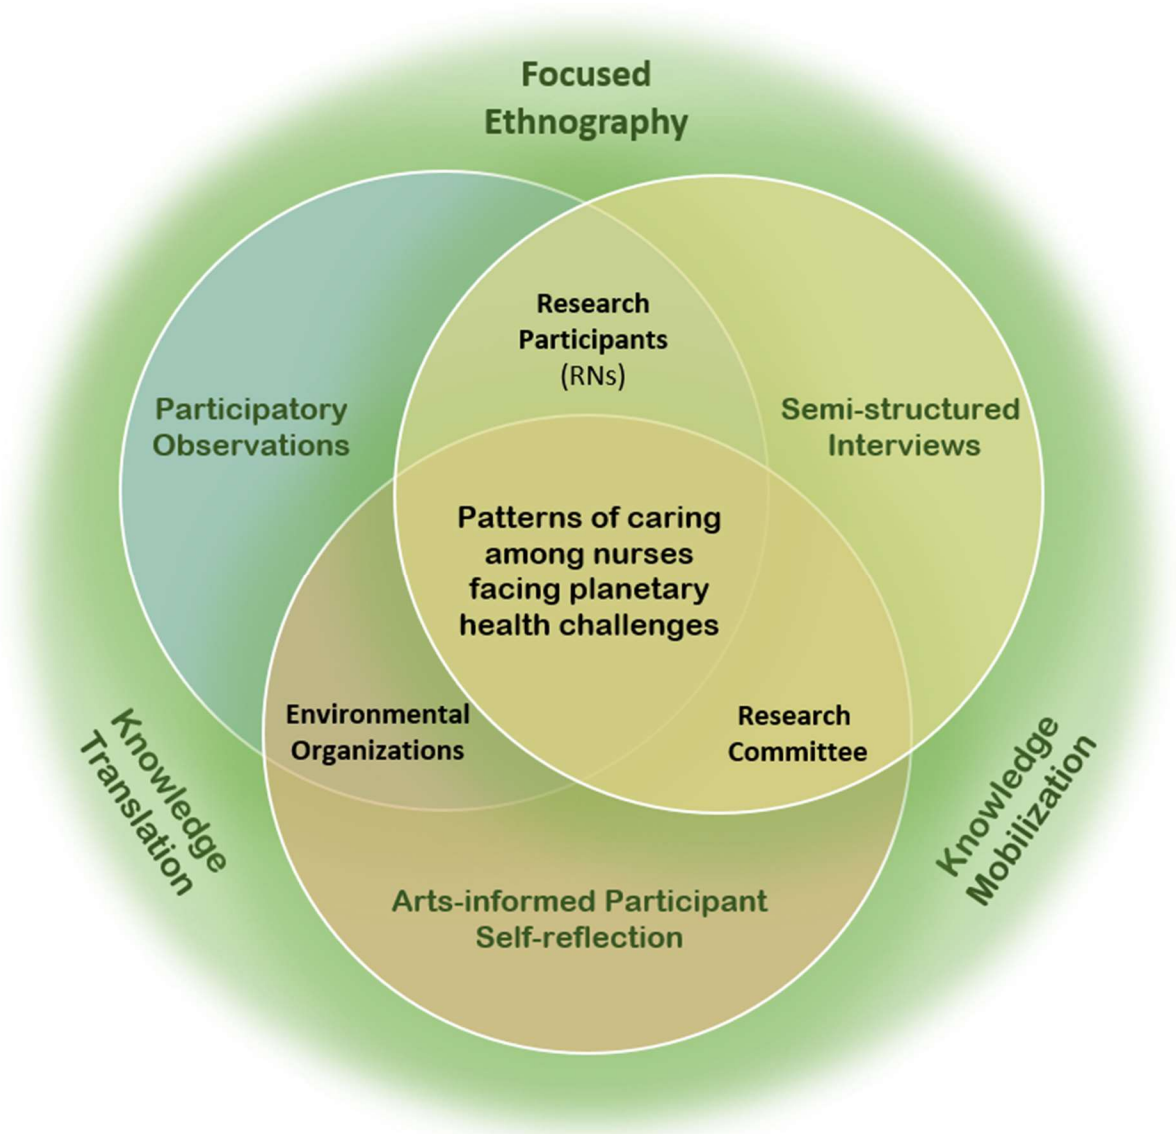 Focused
Ethnography
Research
Participants
(RNs)
Participatory
Observations
Semi-structured
Interviews
Patterns of caring
among nurses
facing planetary
health challenges
Environmental
Organizations
Research
Committee
Knowledge
Translation
Knowledge
Mobilization
Arts-informed Participant
Self-reflection